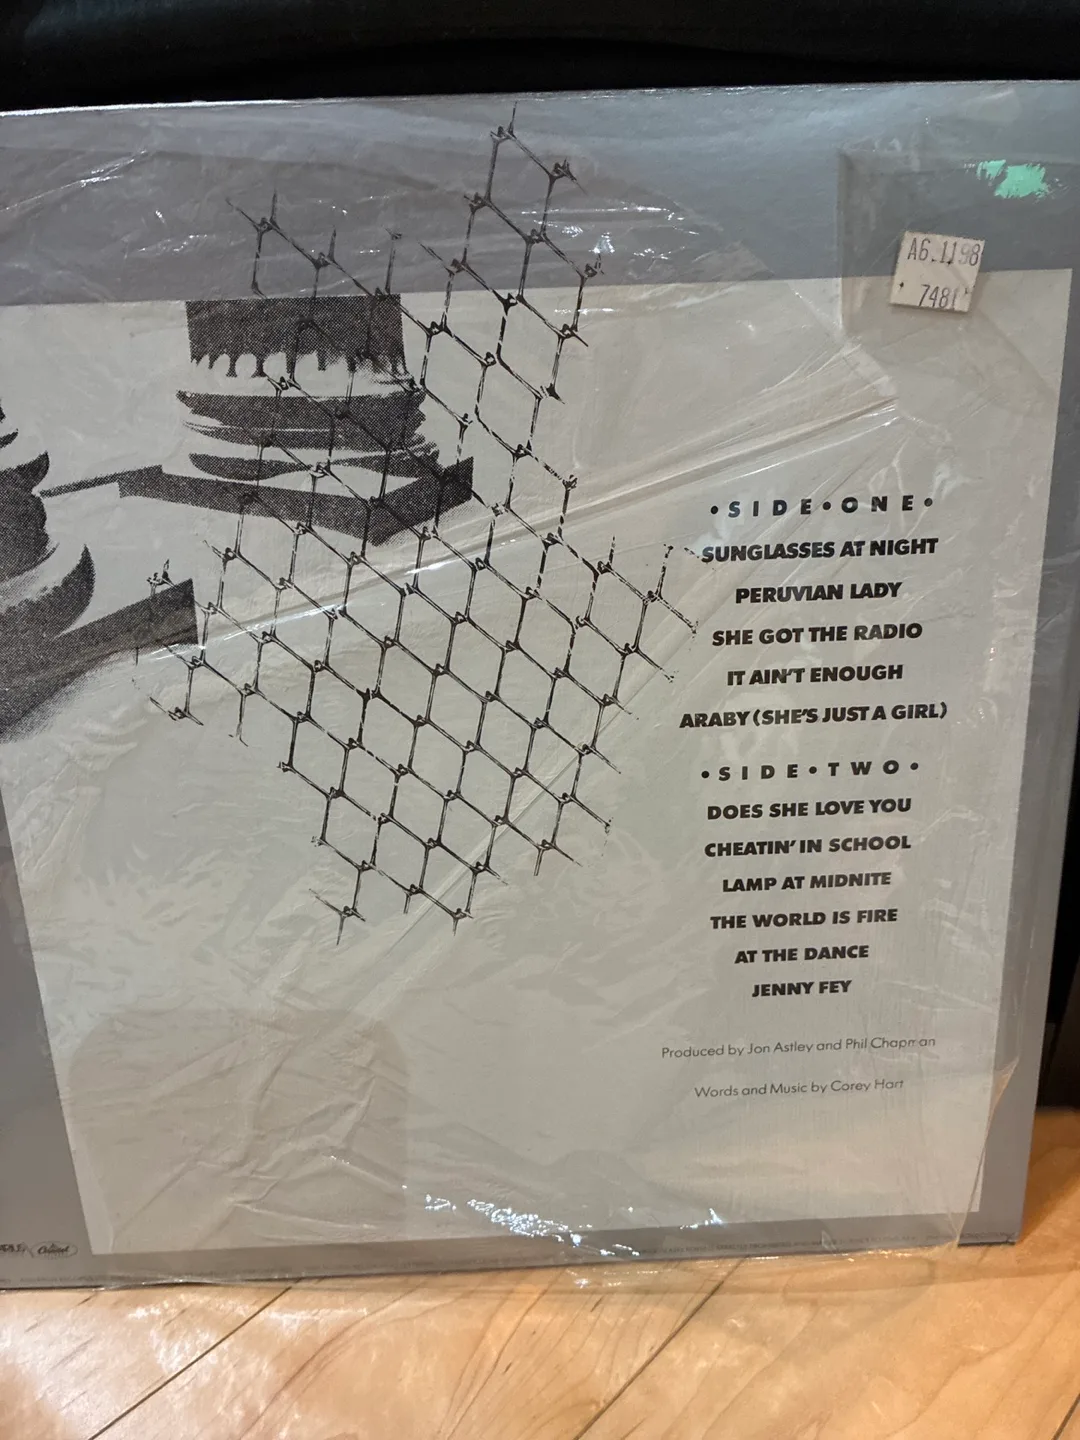 A6.1198
7481
•SIDE•ONE•
SUNGLASSES AT NIGHT
PERUVIAN LADY
SHE GOT THE RADIO
IT AIN'T ENOUGH
ARABY (SHE'S JUST A GIRL)
•SIDE•TWO•
DOES SHE LOVE YOU
CHEATIN' IN SCHOOL
LAMP AT MIDNITE
THE WORLD IS FIRE
AT THE DANCE
JENNY FEY
Produced by Jon Astley and Phil Chapman
Words and Music by Corey Hart
Capitol